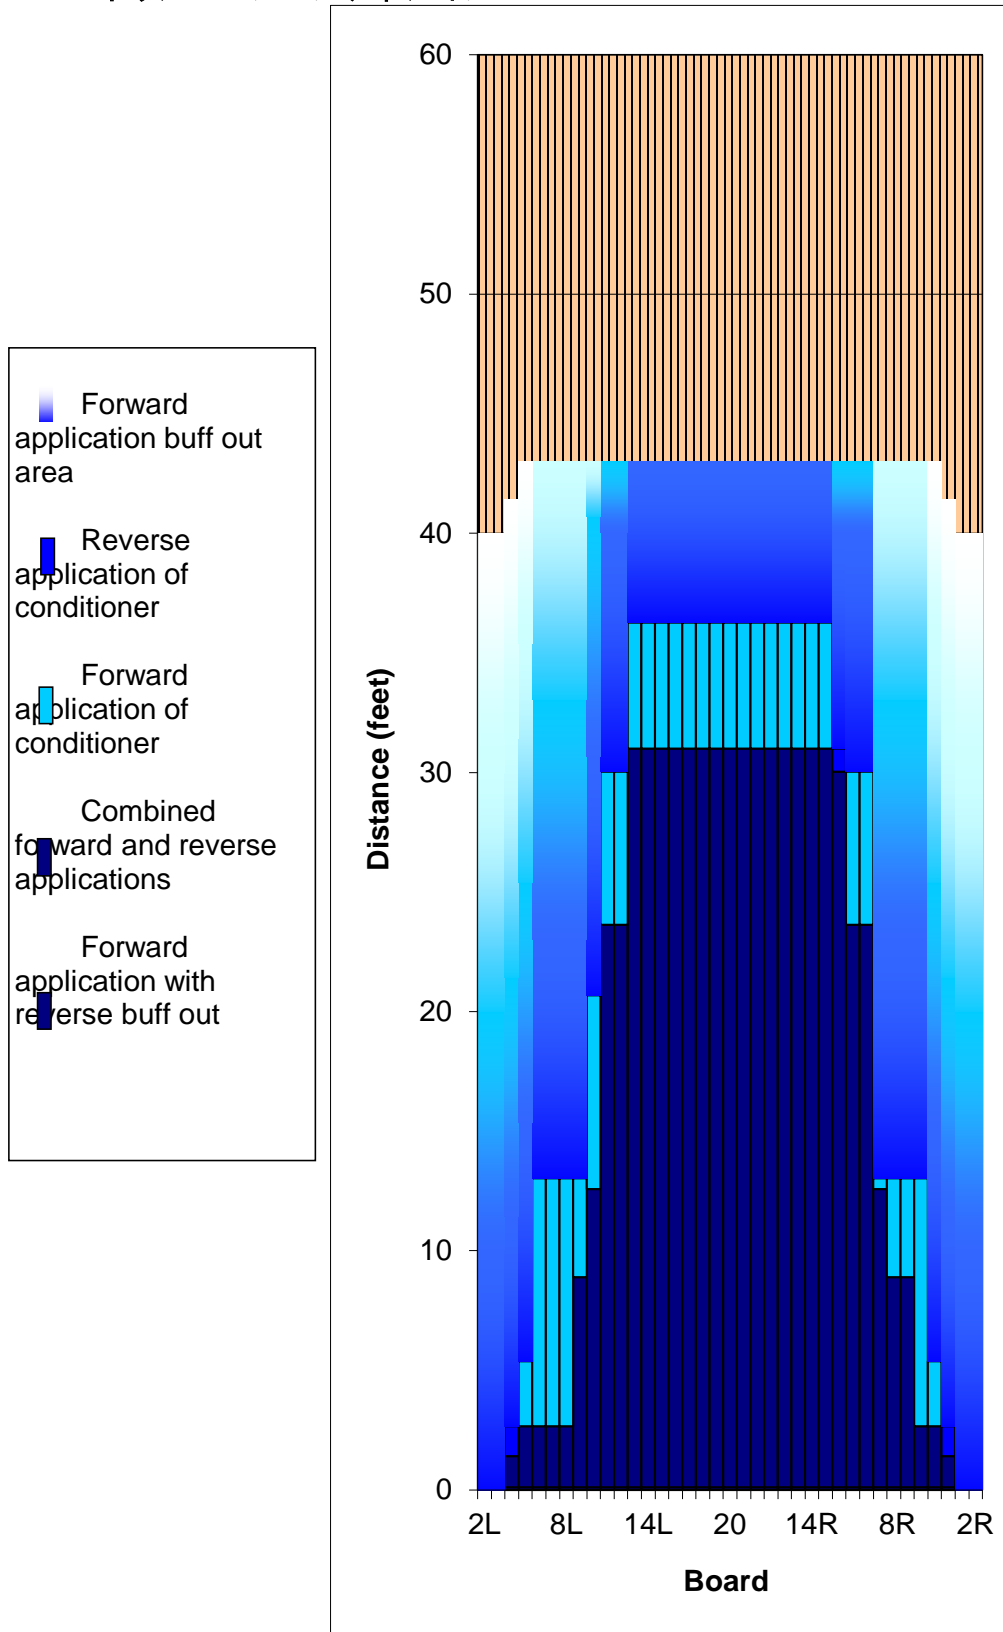 60
50
40
30
20
10
0
Distance (feet)
2L 8L 14L 20 14R 8R 2R
Board
Forward
application buff out
area
Reverse
application of
conditioner
Forward
application of
conditioner
Combined
forward and reverse
applications
Forward
application with
reverse buff out